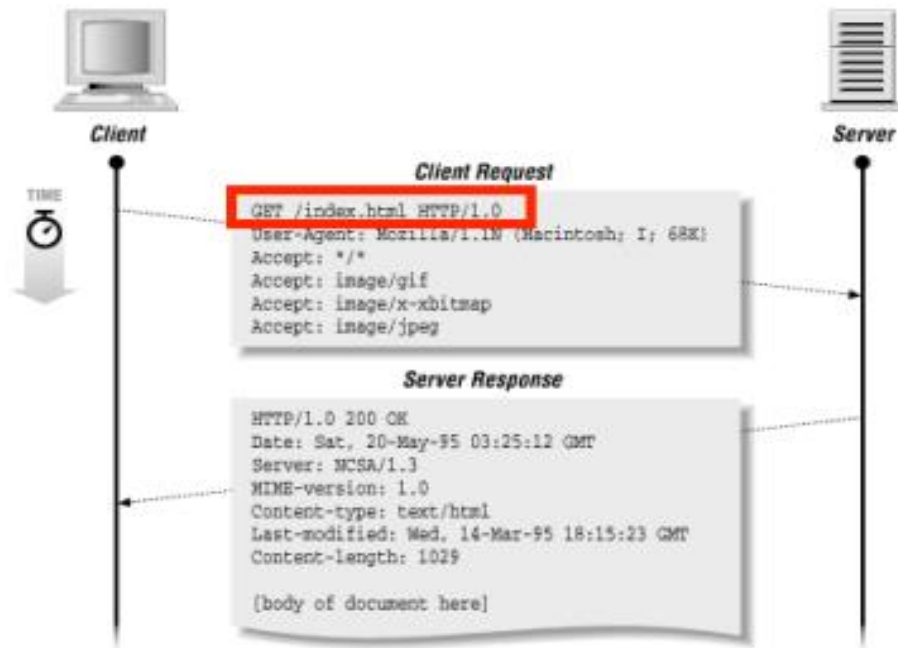 Client
Server
TIME
Client Request
GET /index.html HTTP/1.0
User-Agent: Mozilla/1.1N (Macintosh; I; 68K)
Accept: */*
Accept: image/gif
Accept: image/x-xbitmap
Accept: image/jpeg
Server Response
HTTP/1.0 200 OK
Date: Sat, 20-May-95 03:25:12 GMT
Server: NCSA/1.3
MIME-version: 1.0
Content-type: text/html
Last-modified: Wed, 14-Mar-95 18:15:23 GMT
Content-length: 1029
[body of document here]